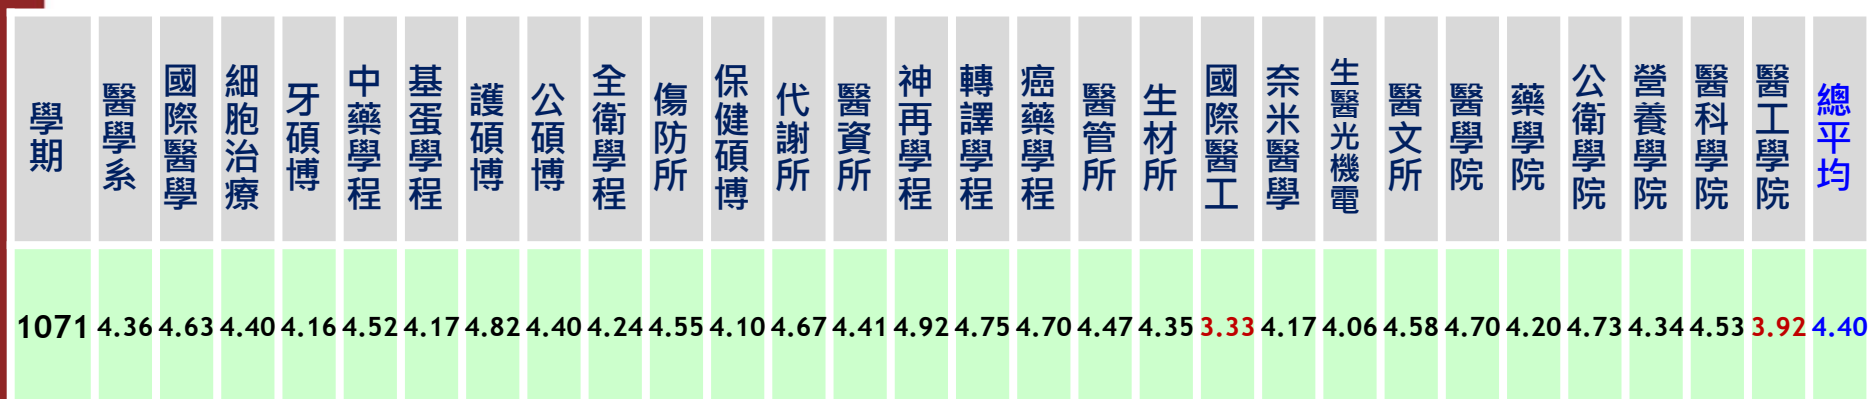 學期 醫學系 國際醫學 細胞治療 牙碩博 中藥學程 基蛋學程 護碩博 公碩博 全衛學程 傷防所 保健碩博 代謝所 醫資所 神再學程 轉譯學程 癌藥學程 醫管所 生材所 國際醫工 奈米醫學 生醫光機電 醫文所 醫學院 藥學院 公衛學院 營養學院 醫科學院 醫工學院 總平均
1071 4.36 4.63 4.40 4.16 4.52 4.17 4.82 4.40 4.24 4.55 4.10 4.67 4.41 4.92 4.75 4.70 4.47 4.35 3.33 4.17 4.06 4.58 4.70 4.20 4.73 4.34 4.53 3.92 4.40